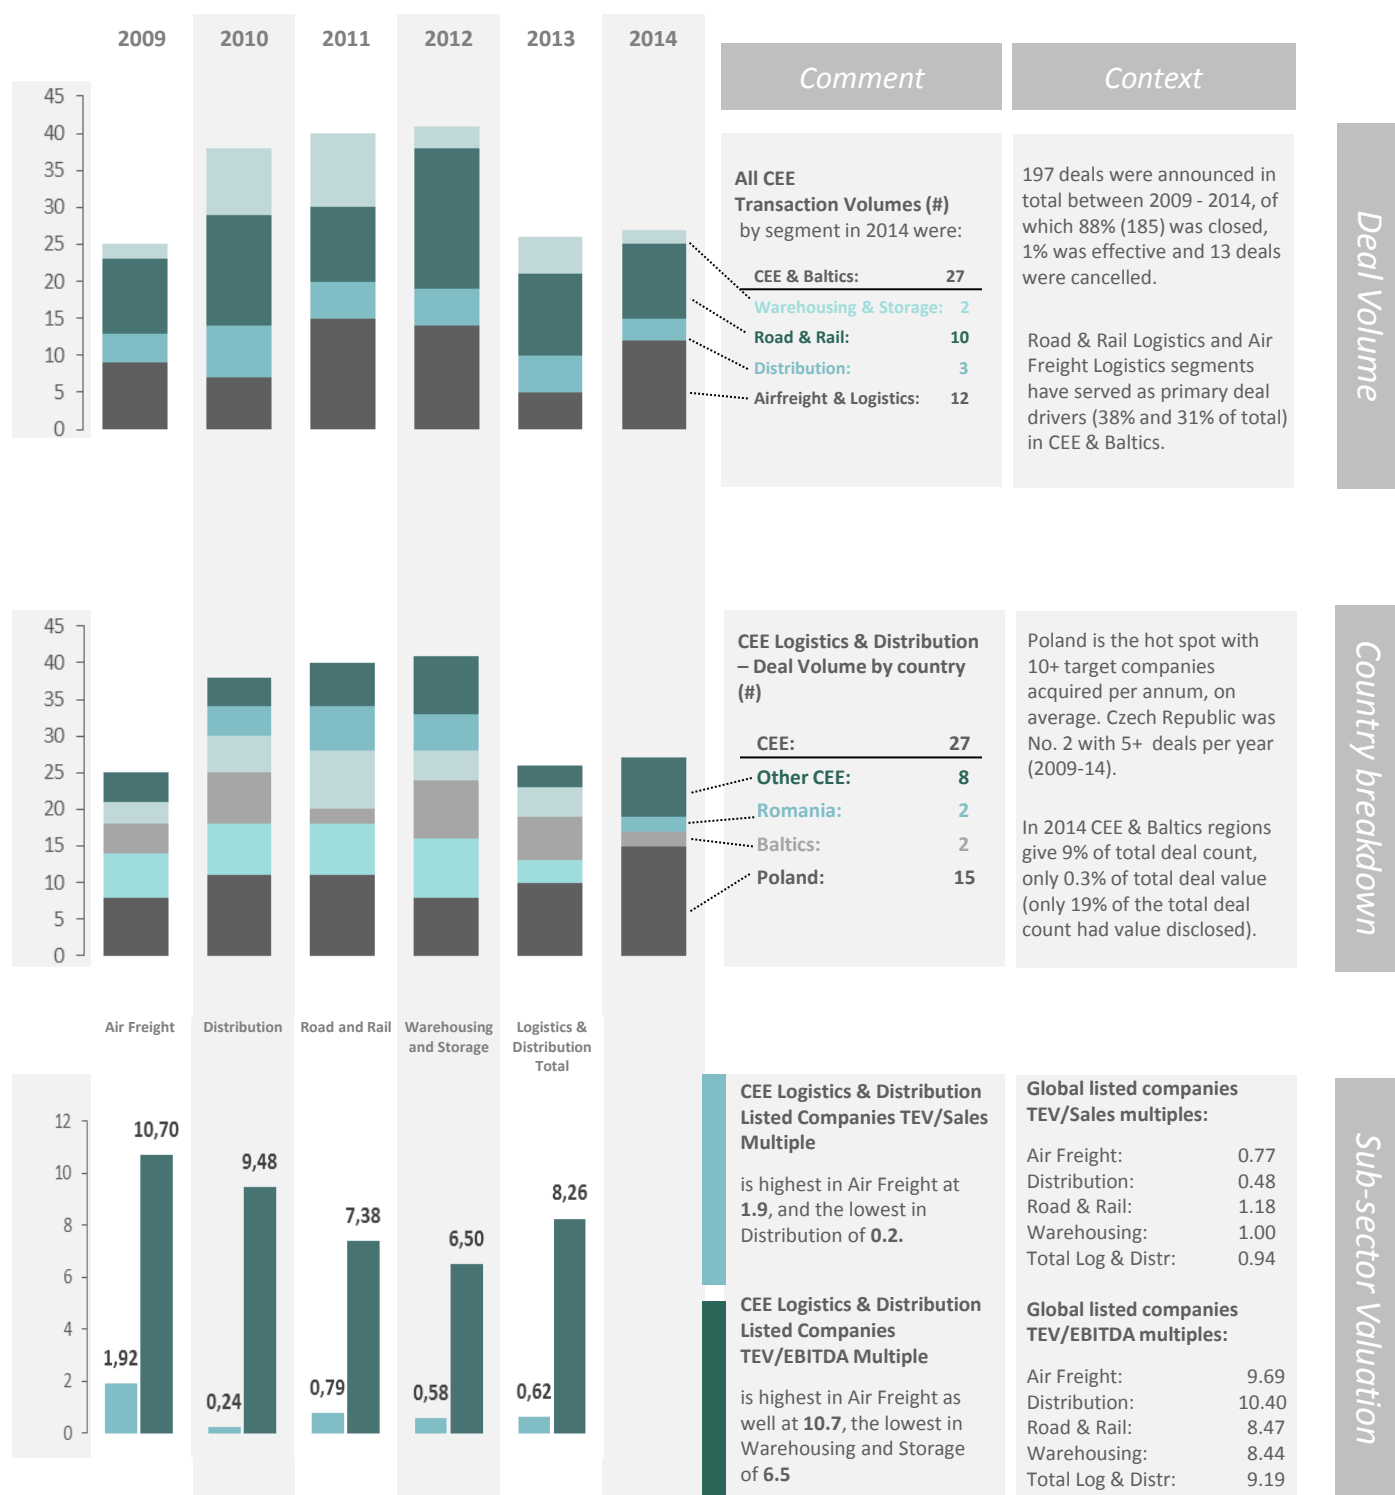 2009 2010 2011 2012 2013 2014
Comment
Context
45
40
35
30
25
20
15
10
5
0
All CEE
Transaction Volumes (#)
by segment in 2014 were:
CEE & Baltics: 27
Warehousing & Storage: 2
Road & Rail: 10
Distribution: 3
Airfreight & Logistics: 12
197 deals were announced in
total between 2009 - 2014, of
which 88% (185) was closed,
1% was effective and 13 deals
were cancelled.
Road & Rail Logistics and Air
Freight Logistics segments
have served as primary deal
drivers (38% and 31% of total)
in CEE & Baltics.
Deal Volume
45
40
35
30
25
20
15
10
5
0
CEE Logistics & Distribution
– Deal Volume by country
(#)
CEE: 27
Other CEE: 8
Romania: 2
Baltics: 2
Poland: 15
Poland is the hot spot with
10+ target companies
acquired per annum, on
average. Czech Republic was
No. 2 with 5+ deals per year
(2009-14).
In 2014 CEE & Baltics regions
give 9% of total deal count,
only 0.3% of total deal value
(only 19% of the total deal
count had value disclosed).
Country breakdown
Air Freight
Distribution
Road and Rail
Warehousing
and Storage
Logistics &
Distribution
Total
12
10
8
6
4
2
0
1,92
10,70
0,24
9,48
0,79
7,38
0,58
6,50
0,62
8,26
CEE Logistics & Distribution
Listed Companies TEV/Sales
Multiple
is highest in Air Freight at
1.9, and the lowest in
Distribution of 0.2.
CEE Logistics & Distribution
Listed Companies
TEV/EBITDA Multiple
is highest in Air Freight as
well at 10.7, the lowest in
Warehousing and Storage
of 6.5
Global listed companies
TEV/Sales multiples:
Air Freight: 0.77
Distribution: 0.48
Road & Rail: 1.18
Warehousing: 1.00
Total Log & Distr: 0.94
Global listed companies
TEV/EBITDA multiples:
Air Freight: 9.69
Distribution: 10.40
Road & Rail: 8.47
Warehousing: 8.44
Total Log & Distr: 9.19
Sub-sector Valuation